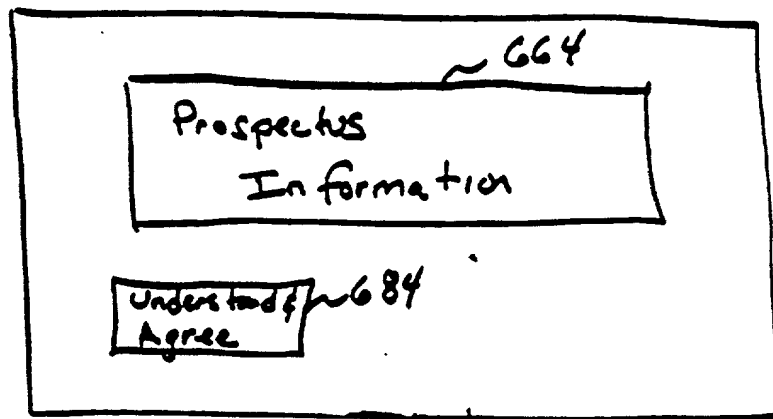 664
Prospectus
Information
Understand &
Agree
684